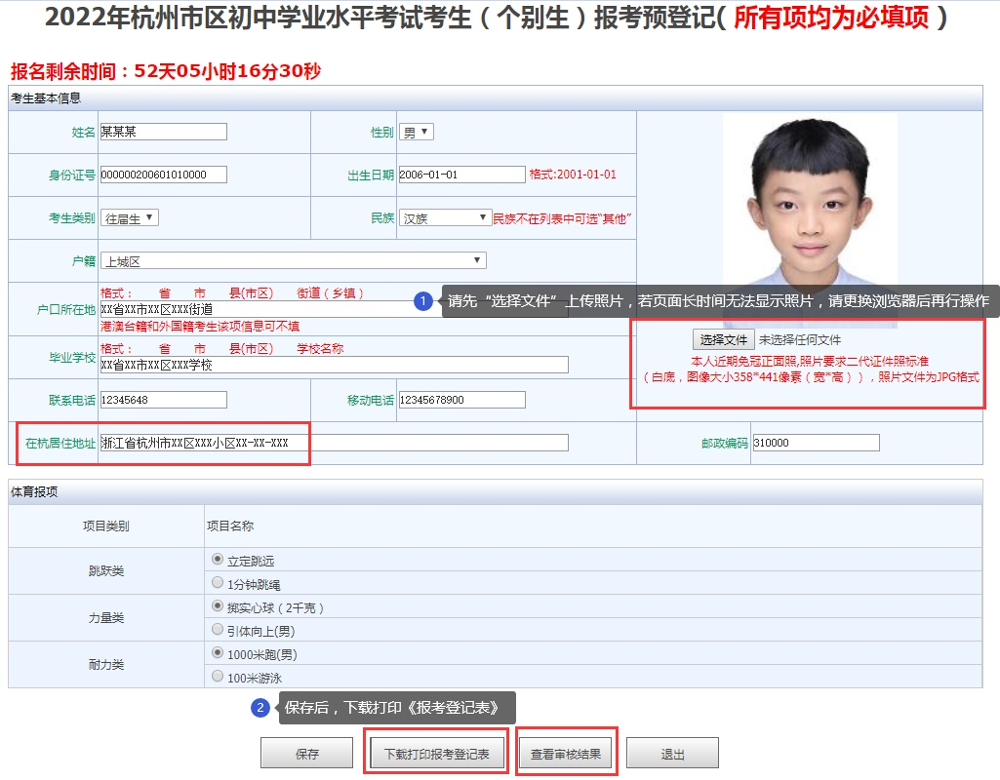 2022年杭州市区初中学业水平考试考生（个别生）报考预登记( 所有项均为必填项 )
报名剩余时间：52天05小时16分30秒
考生基本信息
姓名 某某某 性别 男
身份证号 000000200601010000 出生日期 2006-01-01 格式:2001-01-01
考生类别 往届生 民族 汉族 民族不在列表中可选"其他"
户籍 上城区
户口所在地 格式： 省 市 县(市区) 街道（乡镇）
XX省XX市XX区XXX街道
港澳台籍和外国籍考生该项信息可不填
1 请先“选择文件”上传照片，若页面长时间无法显示照片，请更换浏览器后再行操作
选择文件 未选择任何文件
本人近期免冠正面照,照片要求二代证件照标准
（白底，图像大小358*441像素（宽*高）），照片文件为JPG格式
毕业学校 格式： 省 市 县(市区) 学校名称
XX省XX市XX区XXX学校
联系电话 12345648 移动电话 12345678900
在杭居住地址 浙江省杭州市XX区XXX小区XX-XX-XXX 邮政编码 310000
体育报项
项目类别 项目名称
跳跃类
立定跳远
1分钟跳绳
力量类
掷实心球（2千克）
引体向上(男)
耐力类
1000米跑(男)
100米游泳
2 保存后，下载打印《报考登记表》
保存 下载打印报考登记表 查看审核结果 退出